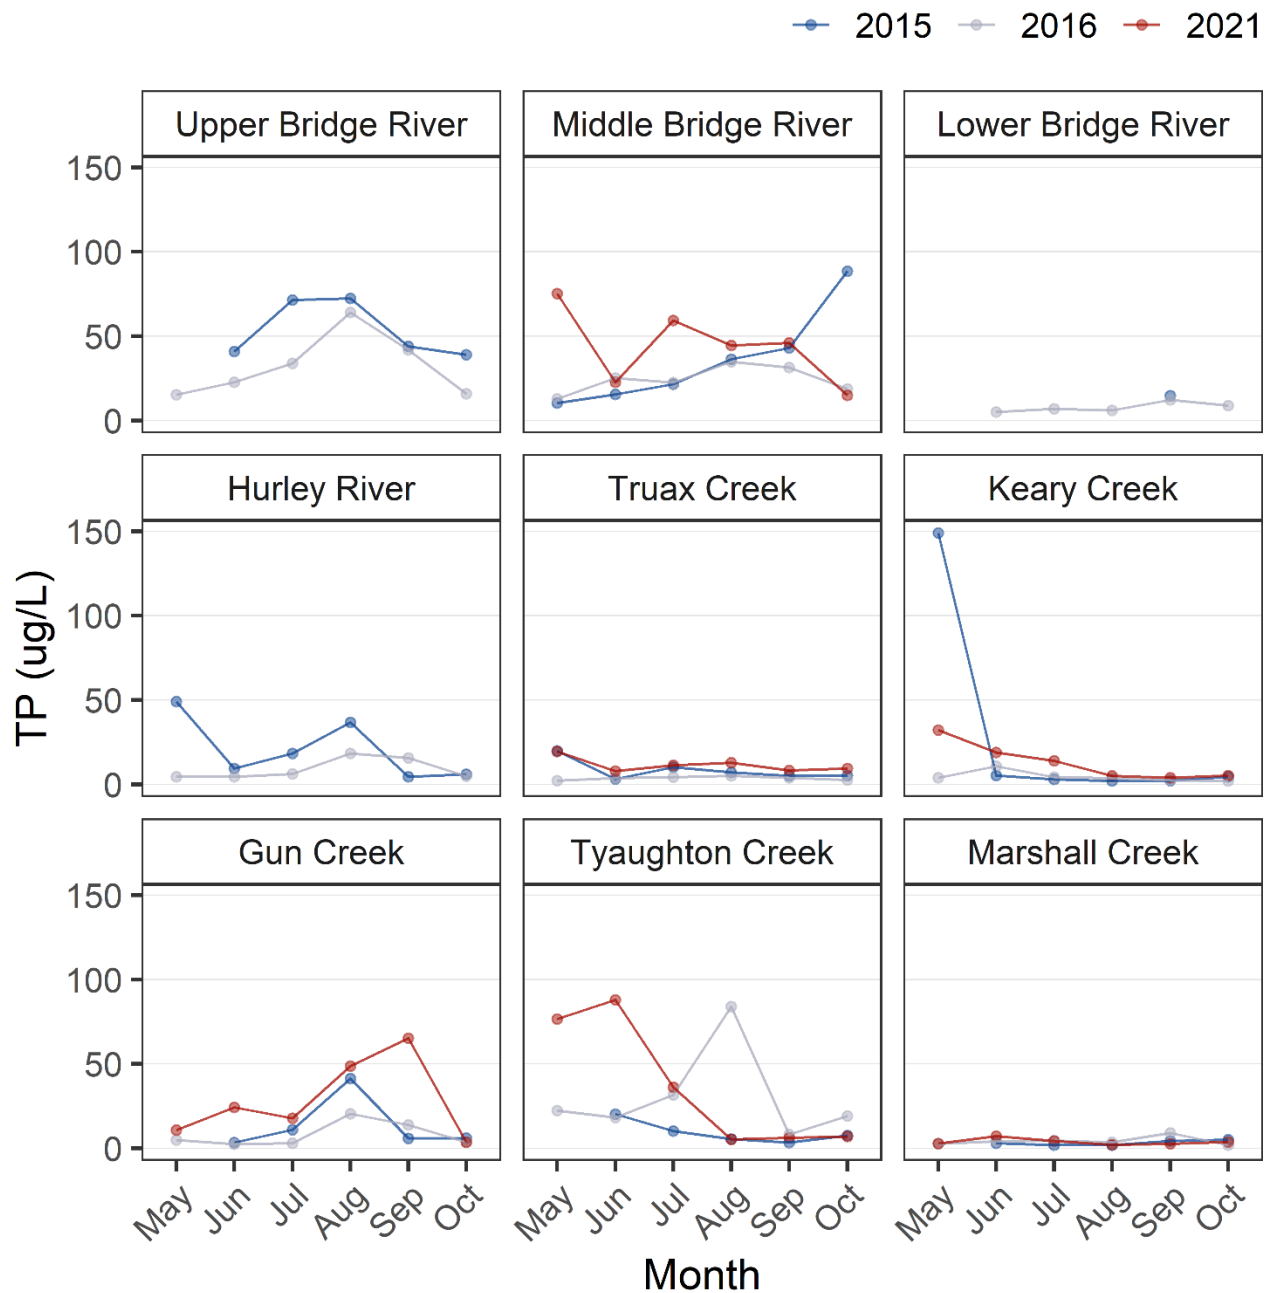 2015 2016 2021
Upper Bridge River Middle Bridge River Lower Bridge River
150
100
50
0
Hurley River Truax Creek Keary Creek
150
100
50
0
TP (ug/L)
Gun Creek Tyaughton Creek Marshall Creek
150
100
50
0
May Jun Jul Aug Sep Oct May Jun Jul Aug Sep Oct May Jun Jul Aug Sep Oct
Month